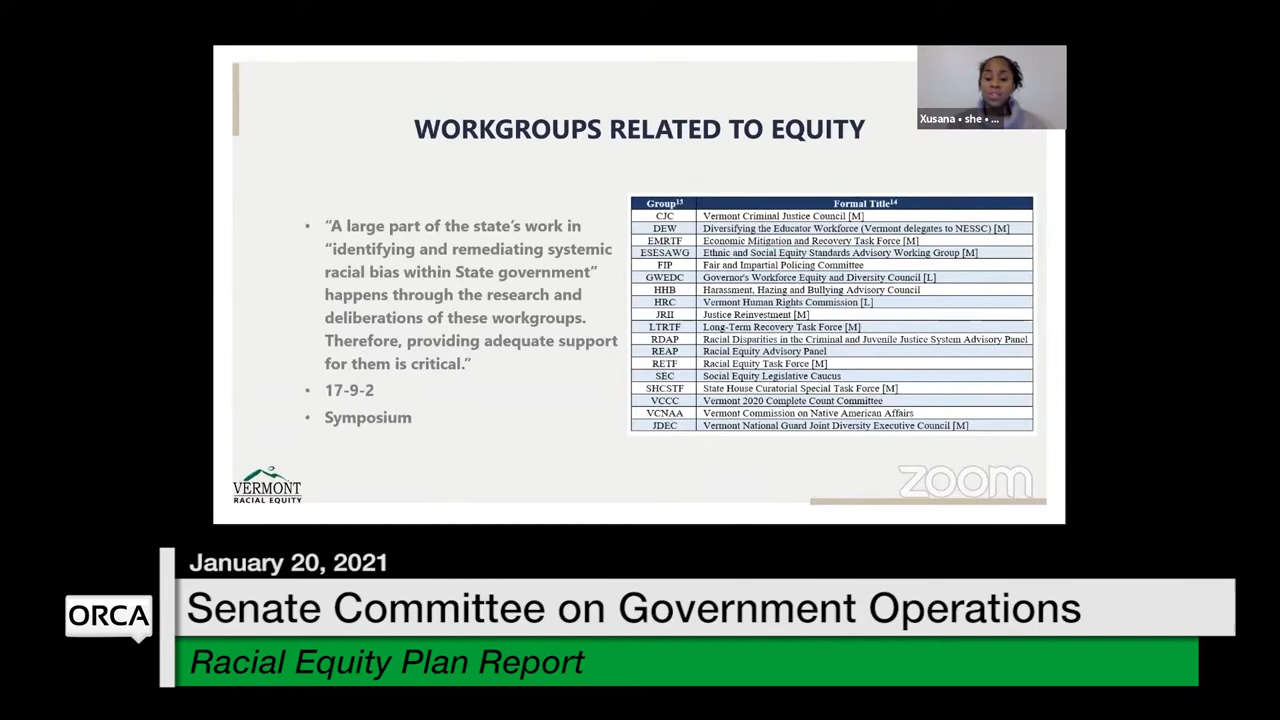 Xusana • she • ...
WORKGROUPS RELATED TO EQUITY
• “A large part of the state’s work in
“identifying and remediating systemic
racial bias within State government”
happens through the research and
deliberations of these workgroups.
Therefore, providing adequate support
for them is critical.”
• 17-9-2
• Symposium
Group13 Formal Title14
CJC Vermont Criminal Justice Council [M]
DEW Diversifying the Educator Workforce (Vermont delegates to NESSC) [M]
EMRTF Economic Mitigation and Recovery Task Force [M]
ESESAWG Ethnic and Social Equity Standards Advisory Working Group [M]
FIP Fair and Impartial Policing Committee
GWEDC Governor's Workforce Equity and Diversity Council [L]
HHB Harassment, Hazing and Bullying Advisory Council
HRC Vermont Human Rights Commission [L]
JRII Justice Reinvestment [M]
LTRTF Long-Term Recovery Task Force [M]
RDAP Racial Disparities in the Criminal and Juvenile Justice System Advisory Panel
REAP Racial Equity Advisory Panel
RETF Racial Equity Task Force [M]
SEC Social Equity Legislative Caucus
SHCSTF State House Curatorial Special Task Force [M]
VCCC Vermont 2020 Complete Count Committee
VCNAA Vermont Commission on Native American Affairs
JDEC Vermont National Guard Joint Diversity Executive Council [M]
VERMONT
RACIAL EQUITY
zoom
January 20, 2021
ORCA
Senate Committee on Government Operations
Racial Equity Plan Report